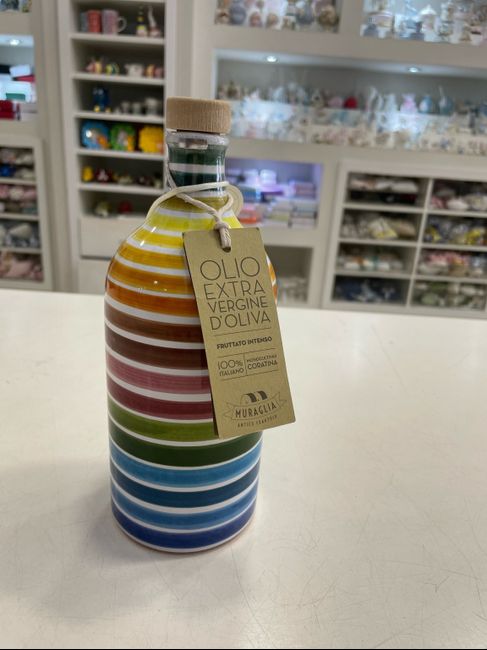 OLIO
EXTRA
VERGINE
D'OLIVA
FRUTTATO INTENSO
100% ITALIANO
MONOCULTIVAR CORATINA
MURAGLIA
ANTICO FRANTOIO